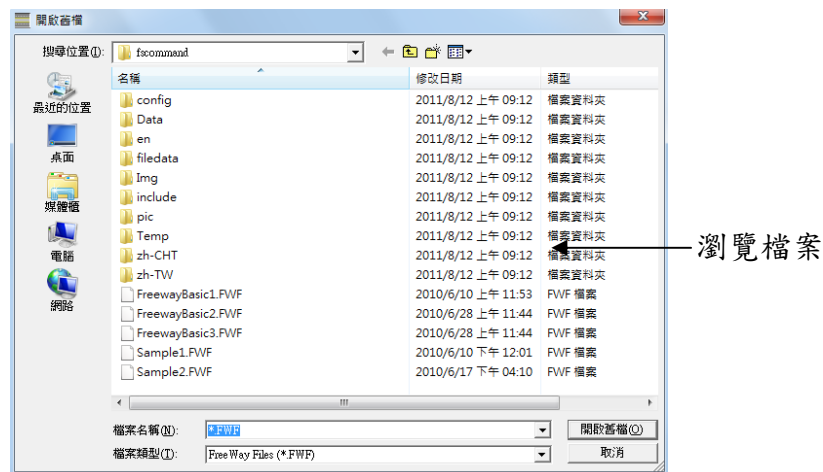 開啟舊檔
搜尋位置(I): fscommand
名稱 修改日期 類型
config 2011/8/12 上午 09:12 檔案資料夾
Data 2011/8/12 上午 09:12 檔案資料夾
en 2011/8/12 上午 09:12 檔案資料夾
filedata 2011/8/12 上午 09:12 檔案資料夾
Img 2011/8/12 上午 09:12 檔案資料夾
include 2011/8/12 上午 09:12 檔案資料夾
pic 2011/8/12 上午 09:12 檔案資料夾
Temp 2011/8/12 上午 09:12 檔案資料夾
zh-CHT 2011/8/12 上午 09:12 檔案資料夾
zh-TW 2011/8/12 上午 09:12 檔案資料夾
FreewayBasic1.FWF 2010/6/10 上午 11:53 FWF 檔案
FreewayBasic2.FWF 2010/6/28 上午 11:44 FWF 檔案
FreewayBasic3.FWF 2010/6/28 上午 11:44 FWF 檔案
Sample1.FWF 2010/6/10 下午 12:01 FWF 檔案
Sample2.FWF 2010/6/17 下午 04:10 FWF 檔案
最近的位置
桌面
媒體櫃
電腦
網路
瀏覽檔案
檔案名稱(N): *.FWF 開啟舊檔(O)
檔案類型(T): FreeWay Files (*.FWF) 取消